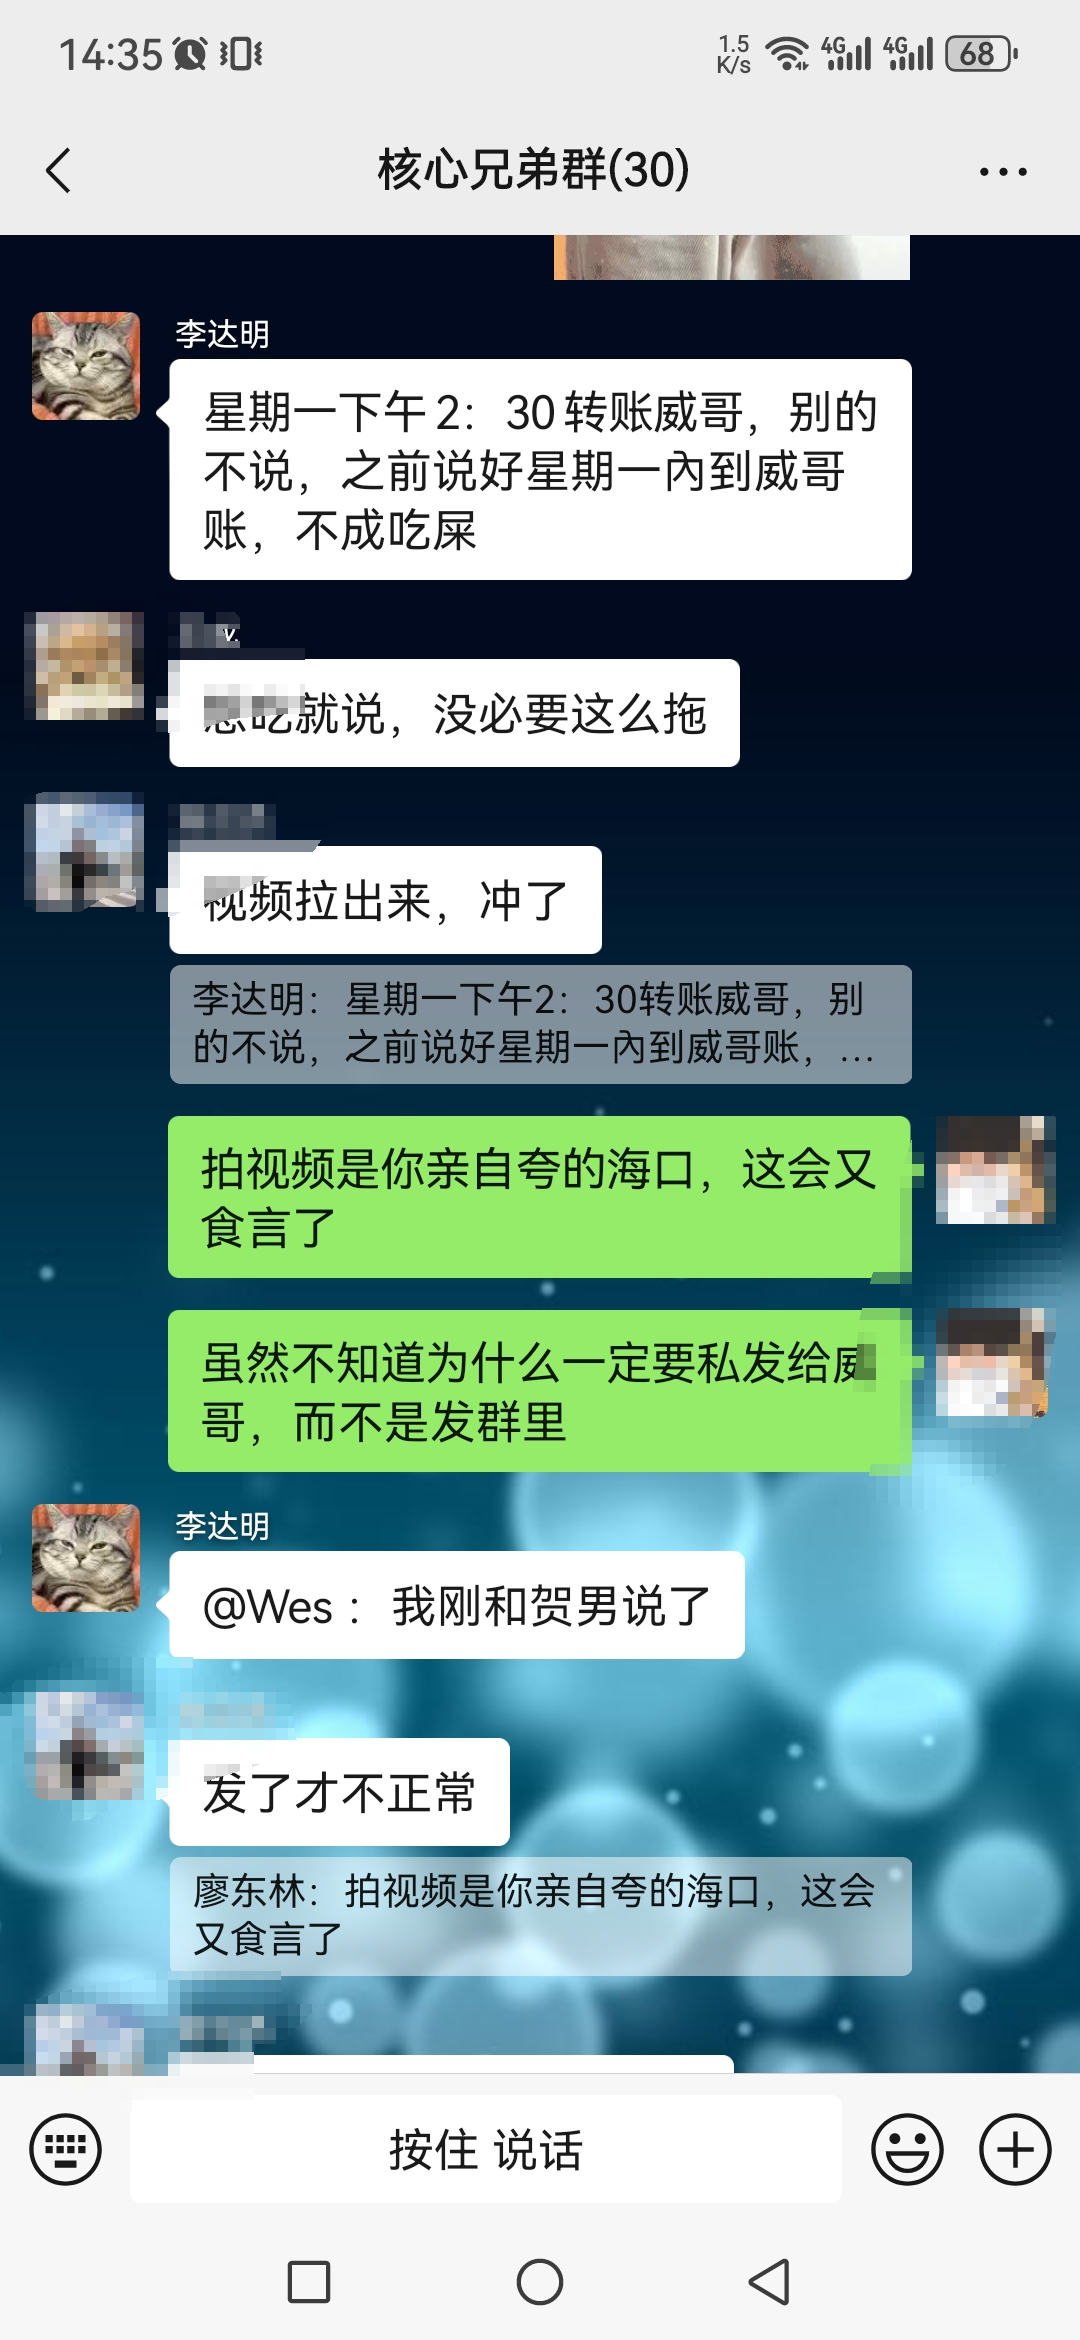 14:35
1.5
K/s
4G
4G
68
核心兄弟群(30)
李达明
星期一下午2：30转账威哥，别的
不说，之前说好星期一內到威哥
账，不成吃屎
吃就说，没必要这么拖
视频拉出来，冲了
李达明：星期一下午2：30转账威哥，别
的不说，之前说好星期一內到威哥账，...
拍视频是你亲自夸的海口，这会又
食言了
虽然不知道为什么一定要私发给威
哥，而不是发群里
李达明
@Wes：我刚和贺男说了
发了才不正常
廖东林：拍视频是你亲自夸的海口，这会
又食言了
按住 说话